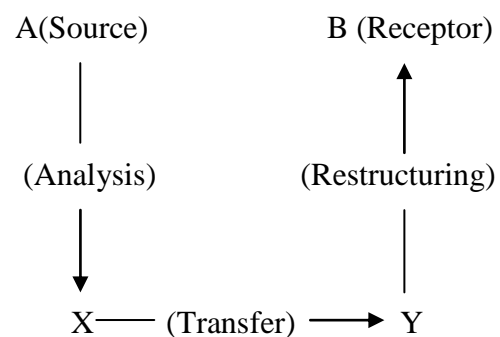 A(Source) B (Receptor)
(Analysis) (Restructuring)
X (Transfer) Y